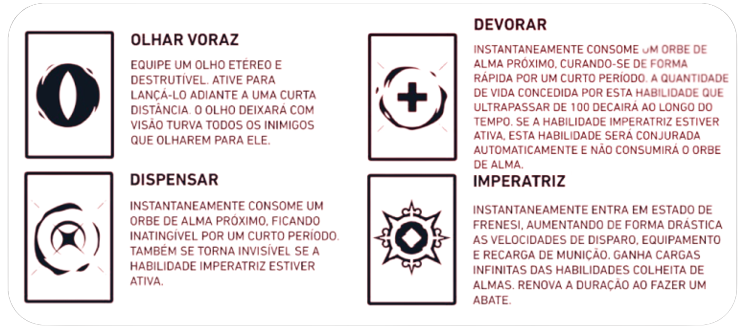 OLHAR VORAZ
EQUIPE UM OLHO ETÉREO E
DESTRUTÍVEL. ATIVE PARA
LANÇÁ-LO ADIANTE A UMA CURTA
DISTÂNCIA. O OLHO DEIXARÁ COM
VISÃO TURVA TODOS OS INIMIGOS
QUE OLHAREM PARA ELE.
DEVORAR
INSTANTANEAMENTE CONSOME UM ORBE DE
ALMA PRÓXIMO, CURANDO-SE DE FORMA
RÁPIDA POR UM CURTO PERÍODO. A QUANTIDADE
DE VIDA CONCEDIDA POR ESTA HABILIDADE QUE
ULTRAPASSAR DE 100 DECAIRÁ AO LONGO DO
TEMPO. SE A HABILIDADE IMPERATRIZ ESTIVER
ATIVA, ESTA HABILIDADE SERÁ CONJURADA
AUTOMATICAMENTE E NÃO CONSUMIRÁ O ORBE
DE ALMA.
DISPENSAR
INSTANTANEAMENTE CONSOME UM
ORBE DE ALMA PRÓXIMO, FICANDO
INATINGÍVEL POR UM CURTO PERÍODO.
TAMBÉM SE TORNA INVISÍVEL SE A
HABILIDADE IMPERATRIZ ESTIVER
ATIVA.
IMPERATRIZ
INSTANTANEAMENTE ENTRA EM ESTADO DE
FRENESI, AUMENTANDO DE FORMA DRÁSTICA
AS VELOCIDADES DE DISPARO, EQUIPAMENTO
E RECARGA DE MUNIÇÃO. GANHA CARGAS
INFINITAS DAS HABILIDADES COLHEITA DE
ALMAS. RENOVA A DURAÇÃO AO FAZER UM
ABATE.